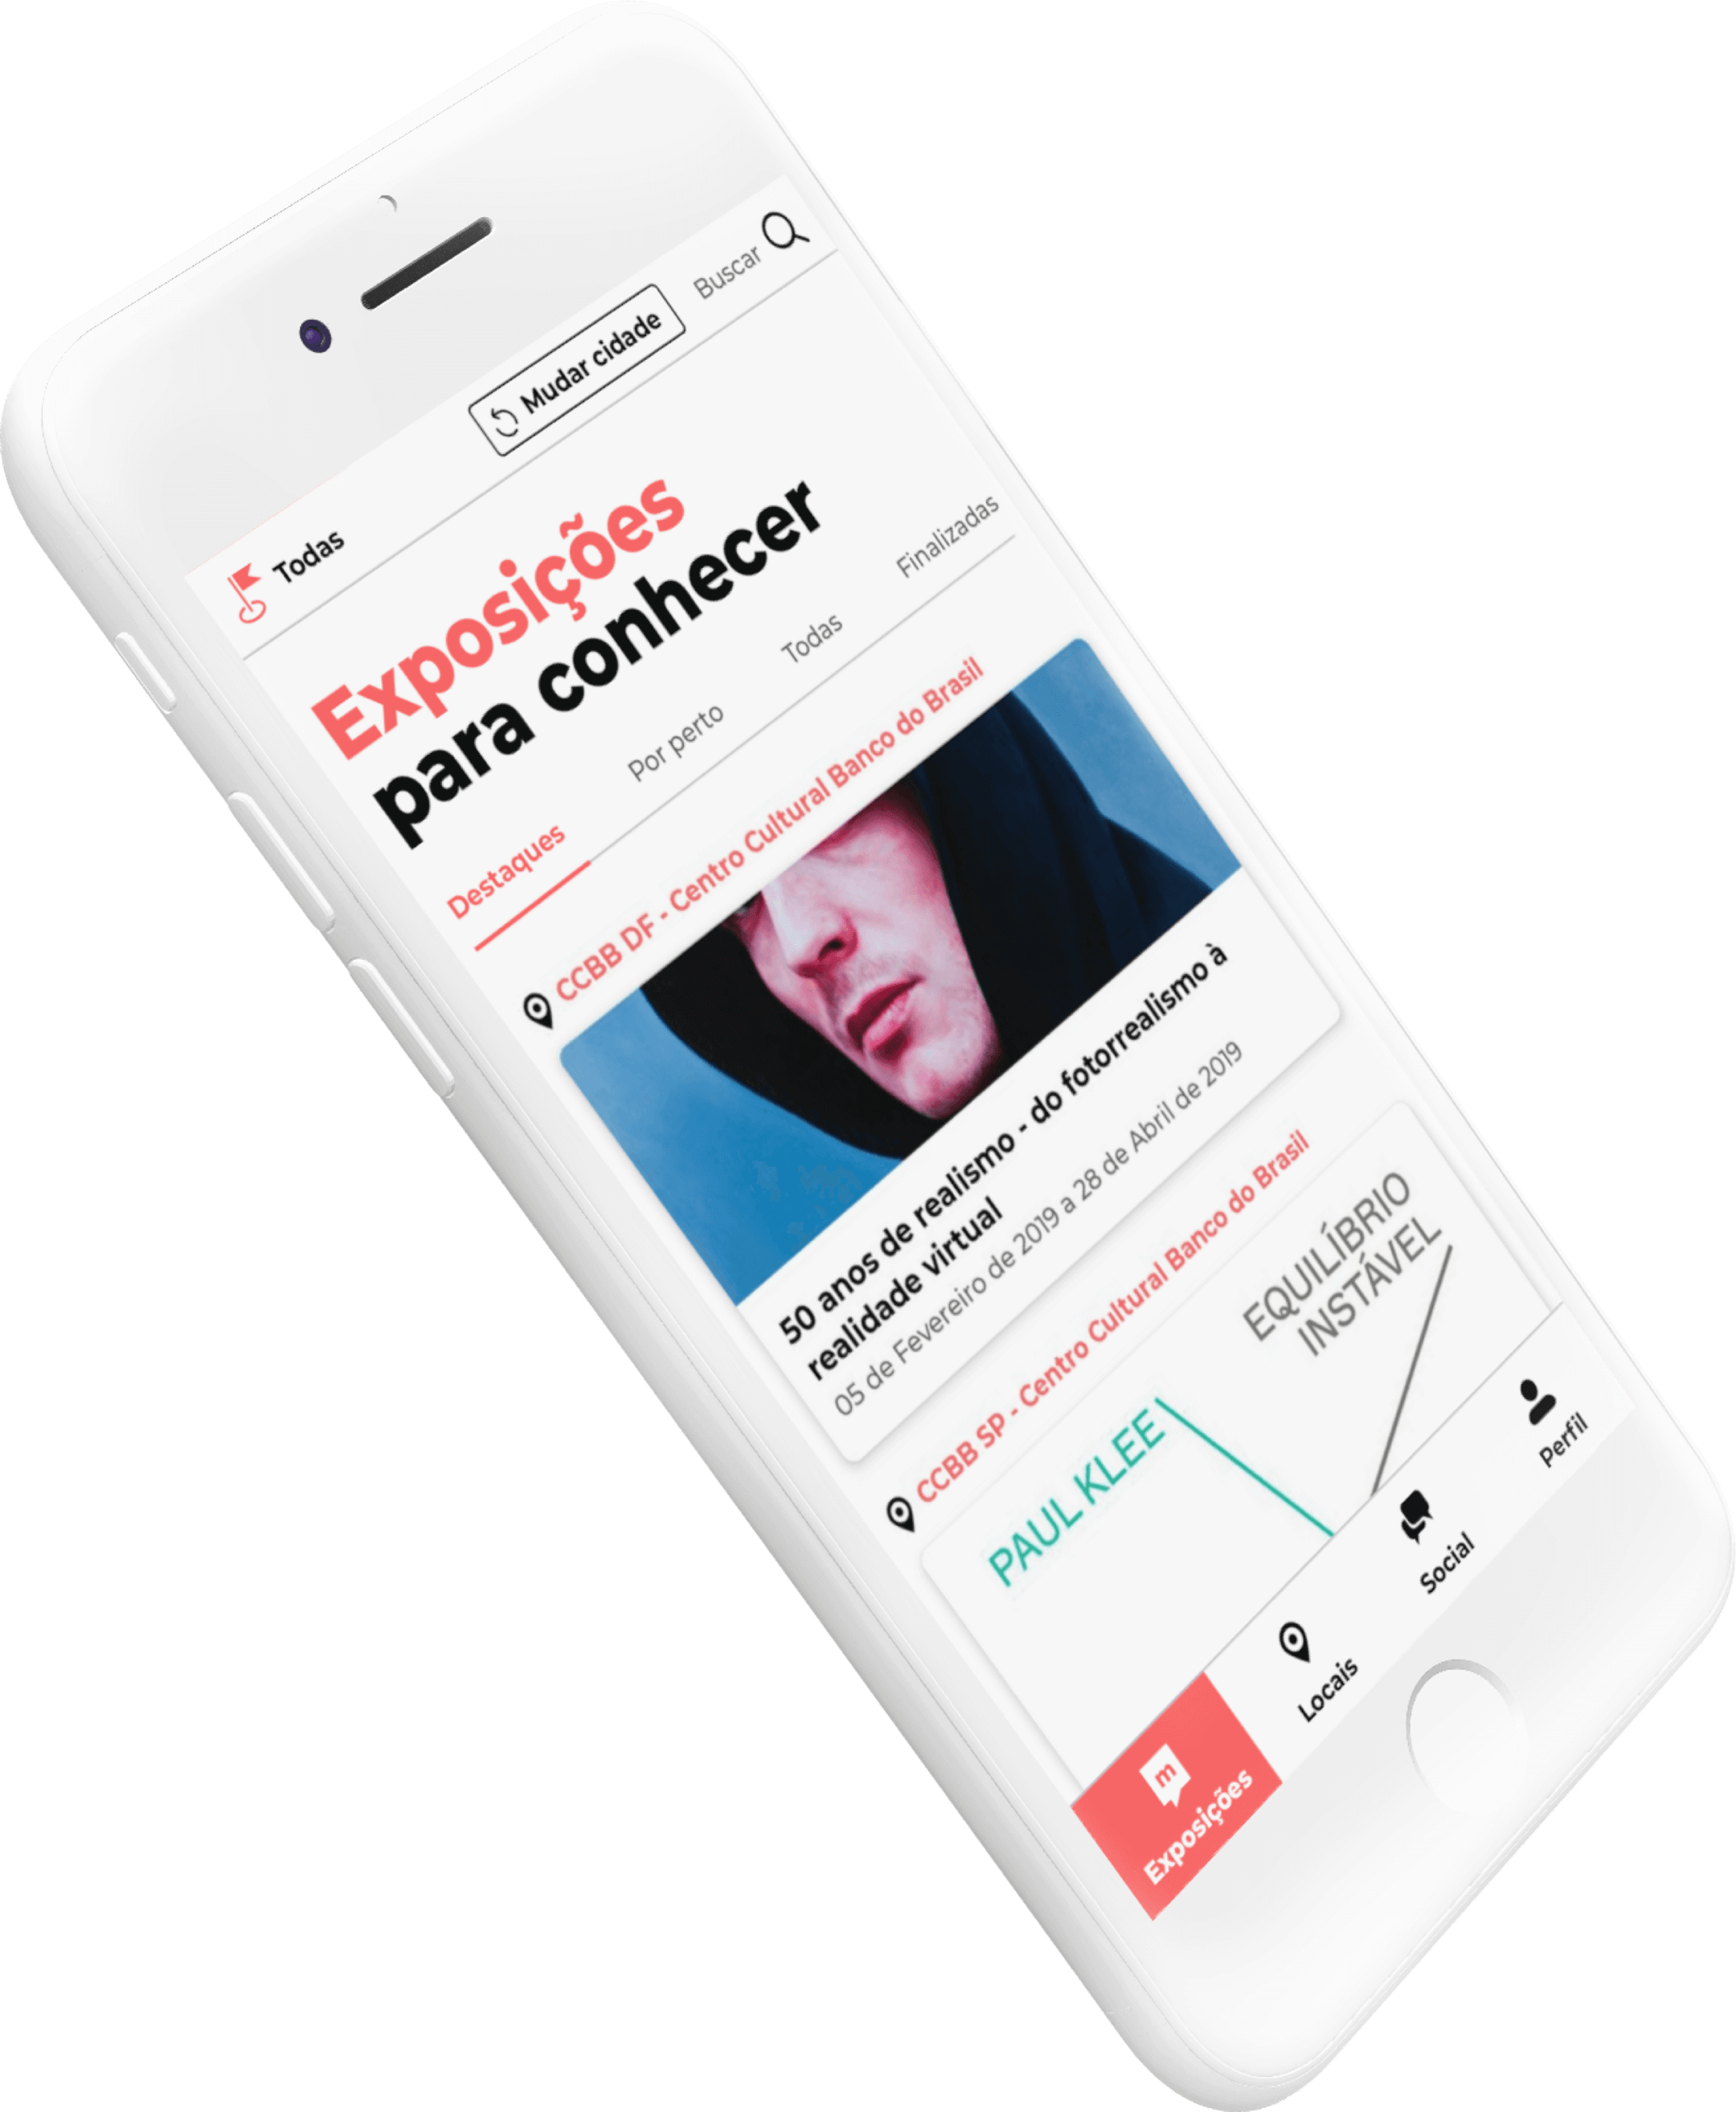 Todas
Mudar cidade
Buscar
Exposições
para conhecer
Destaques
Por perto
Todas
Finalizadas
CCBB DF - Centro Cultural Banco do Brasil
50 anos de realismo - do fotorrealismo à
realidade virtual
05 de Fevereiro de 2019 a 28 de Abril de 2019
CCBB SP - Centro Cultural Banco do Brasil
EQUILÍBRIO
INSTÁVEL
PAUL KLEE
m
Exposições
Locais
Social
Perfil